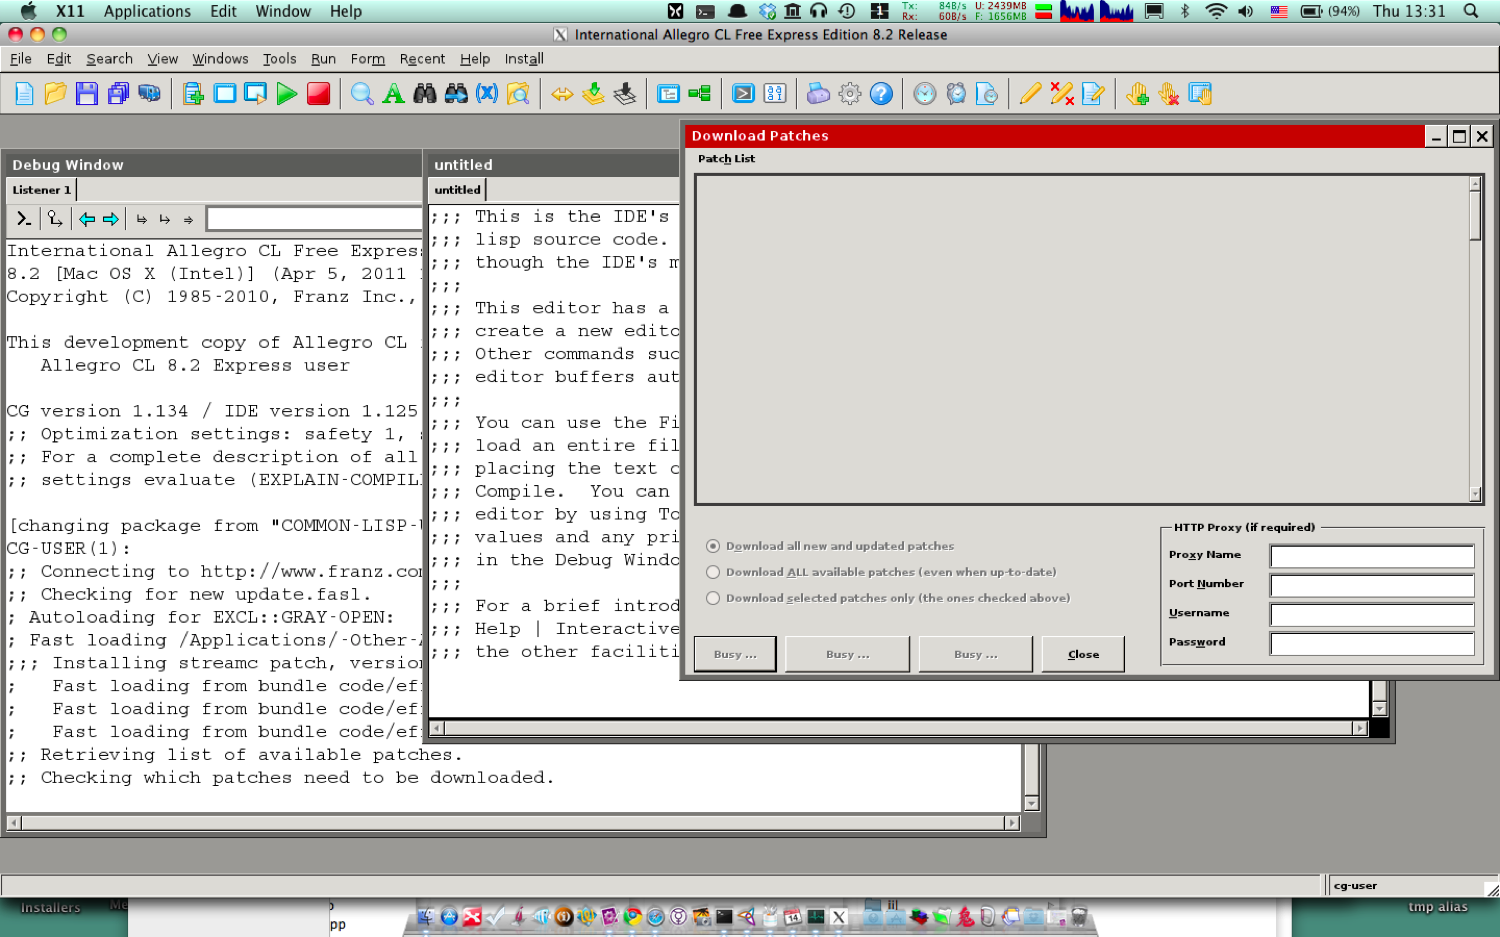 X11 Applications Edit Window Help
Tx: 84B/s U: 2439MB
Rx: 60B/s F: 1656MB
(94%) Thu 13:31
International Allegro CL Free Express Edition 8.2 Release
File Edit Search View Windows Tools Run Form Recent Help Install
Debug Window
Listener 1
International Allegro CL Free Express
8.2 [Mac OS X (Intel)] (Apr 5, 2011
Copyright (C) 1985-2010, Franz Inc.,
This development copy of Allegro CL
Allegro CL 8.2 Express user
CG version 1.134 / IDE version 1.125
;; Optimization settings: safety 1,
;; For a complete description of all
;; settings evaluate (EXPLAIN-COMPIL
[changing package from "COMMON-LISP-
CG-USER(1):
;; Connecting to http://www.franz.com
;; Checking for new update.fasl.
; Autoloading for EXCL::GRAY-OPEN:
; Fast loading /Applications/-Other-
;;; Installing streamc patch, version
; Fast loading from bundle code/ef
; Fast loading from bundle code/ef
; Fast loading from bundle code/ef
;; Retrieving list of available patches.
;; Checking which patches need to be downloaded.
untitled
untitled
;;; This is the IDE's
;;; lisp source code.
;;; though the IDE's m
;;;
;;; This editor has a
;;; create a new edito
;;; Other commands suc
;;; editor buffers aut
;;;
;;; You can use the Fi
;;; load an entire fil
;;; placing the text c
;;; Compile. You can
;;; editor by using To
;;; values and any pri
;;; in the Debug Windo
;;;
;;; For a brief introd
;;; Help | Interactive
;;; the other faciliti
Download Patches
Patch List
Download all new and updated patches
Download ALL available patches (even when up-to-date)
Download selected patches only (the ones checked above)
HTTP Proxy (if required)
Proxy Name
Port Number
Username
Password
Busy ... Busy ... Busy ... Close
cg-user
Installers
pp
tmp alias